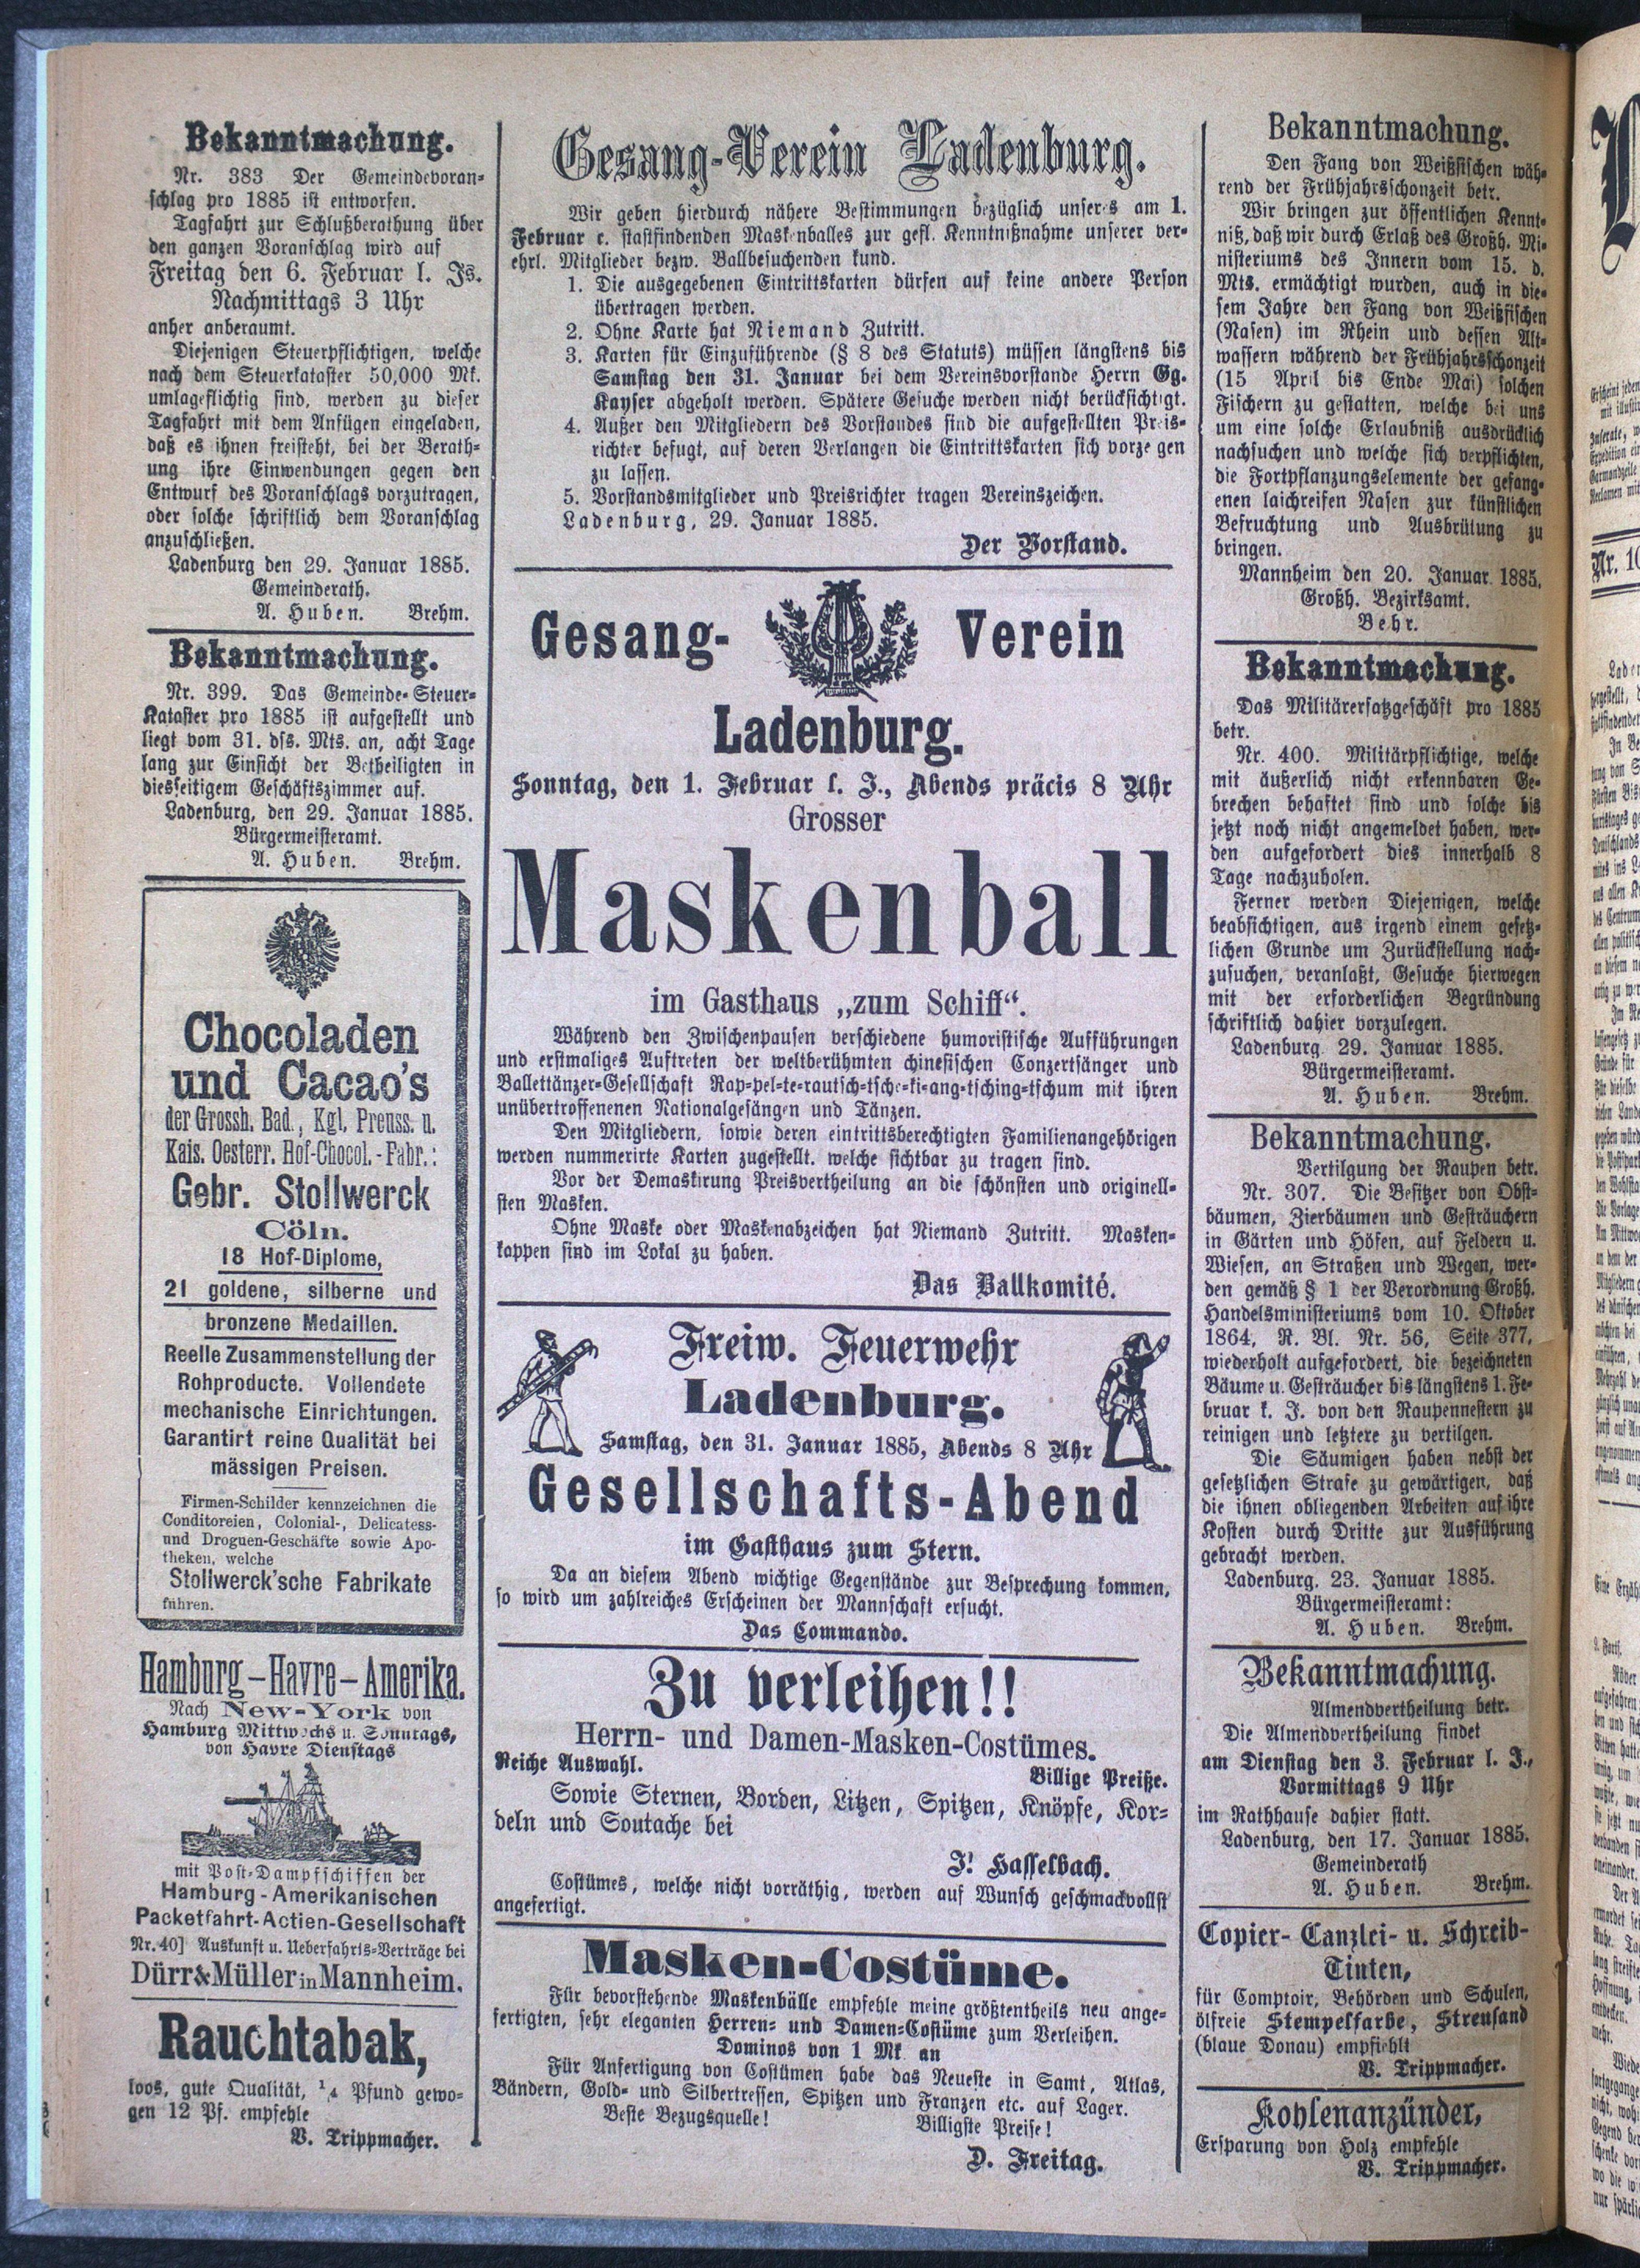 Bekanntmachung.
Nr. 383 Der Gemeindevoran-
schlag pro 1885 ist entworfen.
Tagfahrt zur Schlußberathung über
den ganzen Voranschlag wird auf
Freitag den 6. Februar l. Js.
Nachmittags 3 Uhr
anher anberaumt.
Diejenigen Steuerpflichtigen, welche
nach dem Steuerkataster 50,000 Mk.
umlageflichtig sind, werden zu dieser
Tagfahrt mit dem Anfügen eingeladen,
daß es ihnen freisteht, bei der Berath-
ung ihre Einwendungen gegen den
Entwurf des Voranschlags vorzutragen,
oder solche schriftlich dem Voranschlag
anzuschließen.
Ladenburg den 29. Januar 1885.
Gemeinderath.
A. Huben. Brehm.
Bekanntmachung.
Nr. 399. Das Gemeinde-Steuer-
Kataster pro 1885 ist aufgestellt und
liegt vom 31. dss. Mts. an, acht Tage
lang zur Einsicht der Betheiligten in
diesseitigem Geschäftszimmer auf.
Ladenburg, den 29. Januar 1885.
Bürgermeisteramt.
A. Huben. Brehm.
Chocoladen
und Cacao's
der Grossh. Bad., Kgl. Preuss. u.
Kais. Oesterr. Hof-Chocol.-Fabr.:
Gebr. Stollwerck
Cöln.
18 Hof-Diplome,
21 goldene, silberne und
bronzene Medaillen.
Reelle Zusammenstellung der
Rohproducte. Vollendete
mechanische Einrichtungen.
Garantirt reine Qualität bei
mässigen Preisen.
Firmen-Schilder kennzeichnen die
Conditoreien, Colonial-, Delicatess-
und Droguen-Geschäfte sowie Apo-
theken, welche
Stollwerck'sche Fabrikate
führen.
Hamburg-Havre-Amerika.
Nach New-York von
Hamburg Mittwochs u. Sonntags,
von Havre Dienstags
mit Post-Dampfschiffen der
Hamburg-Amerikanischen
Packetfahrt-Actien-Gesellschaft
Nr. 40] Auskunft u. Ueberfahrts-Verträge bei
Dürr & Müller in Mannheim.
Rauchtabak,
loos, gute Qualität, ¼ Pfund gewo-
gen 12 Pf. empfehle
V. Trippmacher.
Gesang-Verein Ladenburg.
Wir geben hierdurch nähere Bestimmungen bezüglich unseres am 1.
Februar c. stastfindenden Maskenballes zur gefl. Kenntnißnahme unserer ver-
ehrl. Mitglieder bezw. Ballbesuchenden kund.
1. Die ausgegebenen Eintrittskarten dürfen auf keine andere Person
übertragen werden.
2. Ohne Karte hat Niemand Zutritt.
3. Karten für Einzuführende (§ 8 des Statuts) müssen längstens bis
Samstag den 31. Januar bei dem Vereinsvorstande Herrn Gg.
Kayser abgeholt werden. Spätere Gesuche werden nicht berücksichtigt.
4. Außer den Mitgliedern des Vorstandes sind die aufgestellten Preis-
richter befugt, auf deren Verlangen die Eintrittskarten sich vorze gen
zu lassen.
5. Vorstandsmitglieder und Preisrichter tragen Vereinszeichen.
Ladenburg, 29. Januar 1885.
Der Vorstand.
Gesang- Verein
Ladenburg.
Sonntag, den 1. Februar l. J., Abends präcis 8 Uhr
Grosser
Maskenball
im Gasthaus „zum Schiff“.
Während den Zwischenpausen verschiedene humoristische Aufführungen
und erstmaliges Auftreten der weltberühmten chinesischen Conzertsänger und
Ballettänzer-Gesellschaft Rap-pel-te-rautsch-tsche-ki-ang-tsching-tschum mit ihren
unübertroffenenen Nationalgesängen und Tänzen.
Den Mitgliedern, sowie deren eintrittsberechtigten Familienangehörigen
werden nummerirte Karten zugestellt. welche sichtbar zu tragen sind.
Vor der Demaskirung Preisvertheilung an die schönsten und originell-
sten Masken.
Ohne Maske oder Maskenabzeichen hat Niemand Zutritt. Masken-
kappen sind im Lokal zu haben.
Das Ballkomité.
Freiw. Feuerwehr
Ladenburg.
Samstag, den 31. Januar 1885, Abends 8 Uhr
Gesellschafts-Abend
im Gasthaus zum Stern.
Da an diesem Abend wichtige Gegenstände zur Besprechung kommen,
so wird um zahlreiches Erscheinen der Mannschaft ersucht.
Das Commando.
Zu verleihen!!
Herrn- und Damen-Masken-Costümes.
Reiche Auswahl. Billige Preiße.
Sowie Sternen, Borden, Litzen, Spitzen, Knöpfe, Kor-
deln und Soutache bei
J. Hasselbach.
Costümes, welche nicht vorräthig, werden auf Wunsch geschmackvollst
angefertigt.
Masken-Costüme.
Für bevorstehende Maskenbälle empfehle meine größtentheils neu ange-
fertigten, sehr eleganten Herren- und Damen-Costüme zum Verleihen.
Dominos von 1 Mk an
Für Anfertigung von Costümen habe das Neueste in Samt, Atlas,
Bändern, Gold- und Silbertressen, Spitzen und Franzen etc. auf Lager.
Beste Bezugsquelle! Billigste Preise!
D. Freitag.
Bekanntmachung.
Den Fang von Weißfischen wäh-
rend der Frühjahrsschonzeit betr.
Wir bringen zur öffentlichen Kennt-
niß, daß wir durch Erlaß des Großh. Mi-
nisteriums des Innern vom 15. d.
Mts. ermächtigt wurden, auch in die-
sem Jahre den Fang von Weißfischen
(Nasen) im Rhein und dessen Alt-
wassern während der Frühjahrsschonzeit
(15 April bis Ende Mai) solchen
Fischern zu gestatten, welche bei uns
um eine solche Erlaubniß ausdrücklich
nachsuchen und welche sich verpflichten,
die Fortpflanzungselemente der gefang-
enen laichreifen Nasen zur künstlichen
Befruchtung und Ausbrütung zu
bringen.
Mannheim den 20. Januar 1885.
Großh. Bezirksamt.
Behr.
Bekanntmachung.
Das Militärersatzgeschäft pro 1885
betr.
Nr. 400. Militärpflichtige, welche
mit äußerlich nicht erkennbaren Ge-
brechen behaftet sind und solche bis
jetzt noch nicht angemeldet haben, wer-
den aufgefordert dies innerhalb 8
Tage nachzuholen.
Ferner werden Diejenigen, welche
beabsichtigen, aus irgend einem gesetz-
lichen Grunde um Zurückstellung nach-
zusuchen, veranlaßt, Gesuche hierwegen
mit der erforderlichen Begründung
schriftlich dahier vorzulegen.
Ladenburg 29. Januar 1885.
Bürgermeisteramt.
A. Huben. Brehm.
Bekanntmachung.
Vertilgung der Raupen betr.
Nr. 307. Die Besitzer von Obst-
bäumen, Zierbäumen und Gesträuchern
in Gärten und Höfen, auf Feldern u.
Wiesen, an Straßen und Wegen, wer-
den gemäß § 1 der Verordnung Großh.
Handelsministeriums vom 10. Oktober
1864, R. Bl. Nr. 56, Seite 377,
wiederholt aufgefordert, die bezeichneten
Bäume u. Gesträucher bis längstens 1. Fe-
bruar k. J. von den Raupennestern zu
reinigen und letztere zu vertilgen.
Die Säumigen haben nebst der
gesetzlichen Strafe zu gewärtigen, daß
die ihnen obliegenden Arbeiten auf ihre
Kosten durch Dritte zur Ausführung
gebracht werden.
Ladenburg, 23. Januar 1885.
Bürgermeisteramt:
A. Huben. Brehm.
Bekanntmachung.
Almendvertheilung betr.
Die Almendvertheilung findet
am Dienstag den 3. Februar l. J.,
Vormittags 9 Uhr
im Rathhause dahier statt.
Ladenburg, den 17. Januar 1885.
Gemeinderath
A. Huben. Brehm.
Copier- Canzlei- u. Schreib-
Tinten,
für Comptoir, Behörden und Schulen,
ölfreie Stempelfarbe, Streusand
(blaue Donau) empfiehlt
V. Trippmacher.
Kohlenanzünder,
Ersparung von Holz empfehle
V. Trippmacher.
Nr. 10